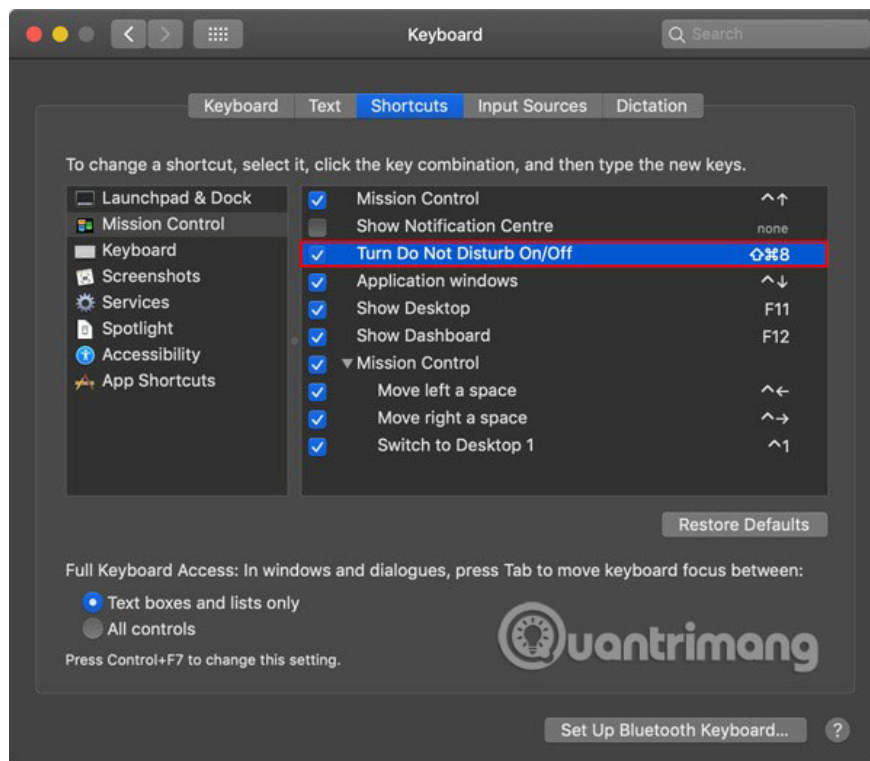 Keyboard
Search
Keyboard Text Shortcuts Input Sources Dictation
To change a shortcut, select it, click the key combination, and then type the new keys.
Launchpad & Dock
Mission Control
Keyboard
Screenshots
Services
Spotlight
Accessibility
App Shortcuts
Mission Control ^↑
Show Notification Centre none
Turn Do Not Disturb On/Off ⇧⌘8
Application windows ^↓
Show Desktop F11
Show Dashboard F12
Mission Control
Move left a space ^←
Move right a space ^→
Switch to Desktop 1 ^1
Restore Defaults
Full Keyboard Access: In windows and dialogues, press Tab to move keyboard focus between:
Text boxes and lists only
All controls
Press Control+F7 to change this setting.
Quantrimang
Set Up Bluetooth Keyboard... ?